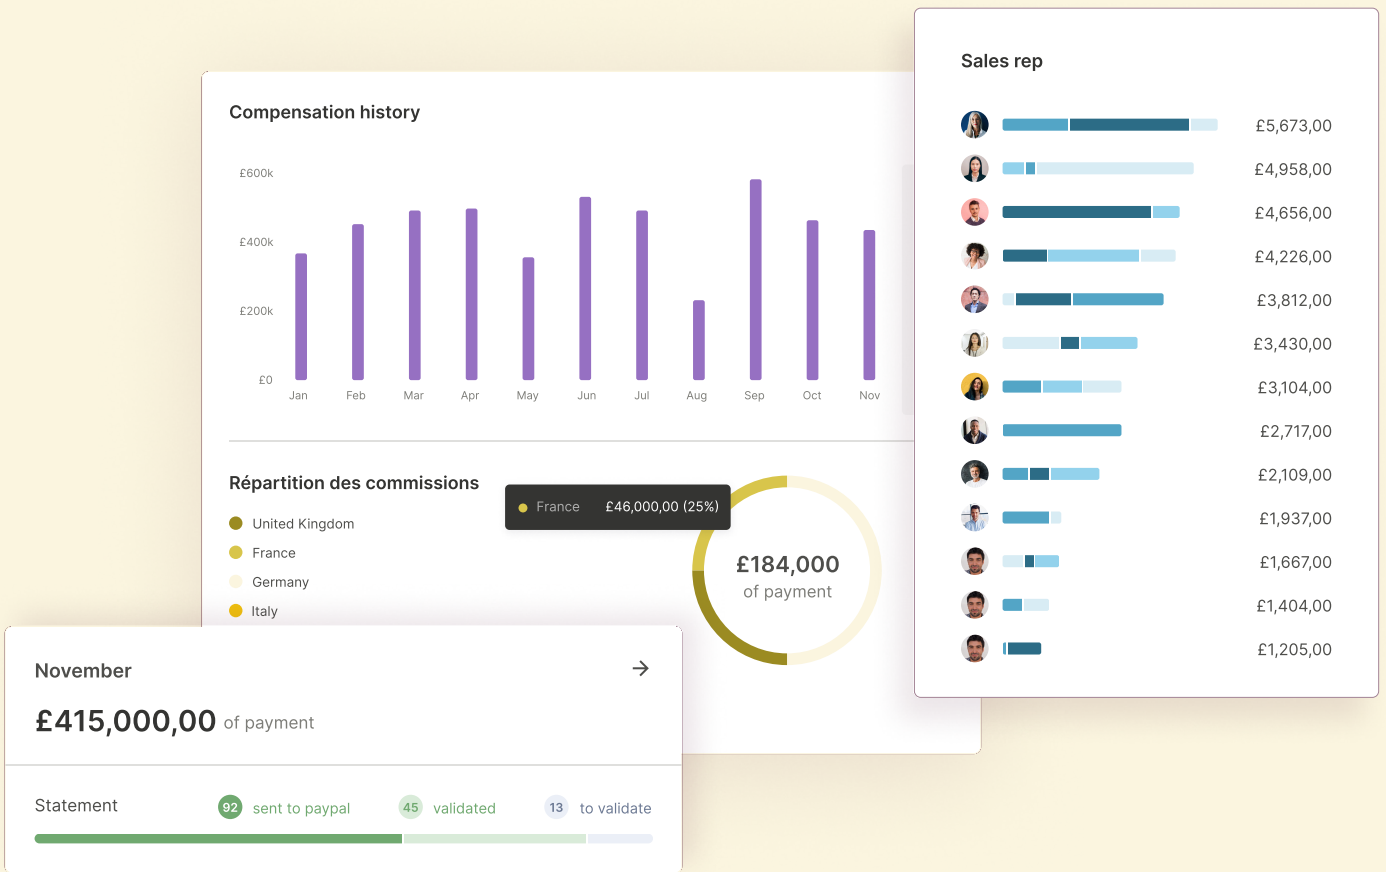 Compensation history
£600k
£400k
£200k
£0
Jan Feb Mar Apr May Jun Jul Aug Sep Oct Nov
Répartition des commissions
United Kingdom
France
Germany
Italy
France £46,000,00 (25%)
£184,000
of payment
November
£415,000,00 of payment
Statement 92 sent to paypal 45 validated 13 to validate
Sales rep
£5,673,00
£4,958,00
£4,656,00
£4,226,00
£3,812,00
£3,430,00
£3,104,00
£2,717,00
£2,109,00
£1,937,00
£1,667,00
£1,404,00
£1,205,00